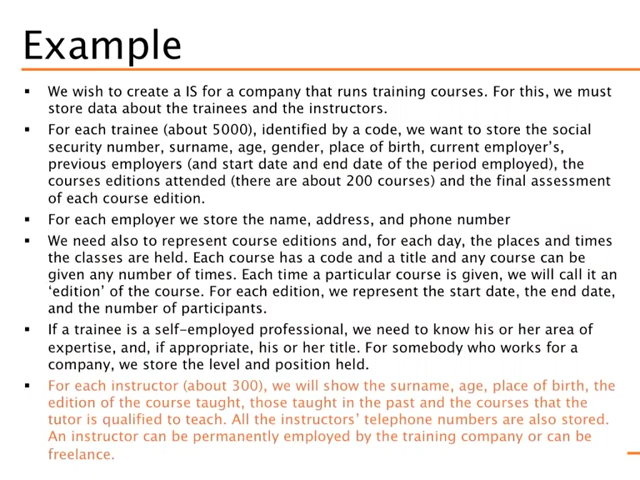 Example
▪ We wish to create a IS for a company that runs training courses. For this, we must
store data about the trainees and the instructors.
▪ For each trainee (about 5000), identified by a code, we want to store the social
security number, surname, age, gender, place of birth, current employer’s,
previous employers (and start date and end date of the period employed), the
courses editions attended (there are about 200 courses) and the final assessment
of each course edition.
▪ For each employer we store the name, address, and phone number
▪ We need also to represent course editions and, for each day, the places and times
the classes are held. Each course has a code and a title and any course can be
given any number of times. Each time a particular course is given, we will call it an
‘edition’ of the course. For each edition, we represent the start date, the end date,
and the number of participants.
▪ If a trainee is a self-employed professional, we need to know his or her area of
expertise, and, if appropriate, his or her title. For somebody who works for a
company, we store the level and position held.
▪ For each instructor (about 300), we will show the surname, age, place of birth, the
edition of the course taught, those taught in the past and the courses that the
tutor is qualified to teach. All the instructors’ telephone numbers are also stored.
An instructor can be permanently employed by the training company or can be
freelance.